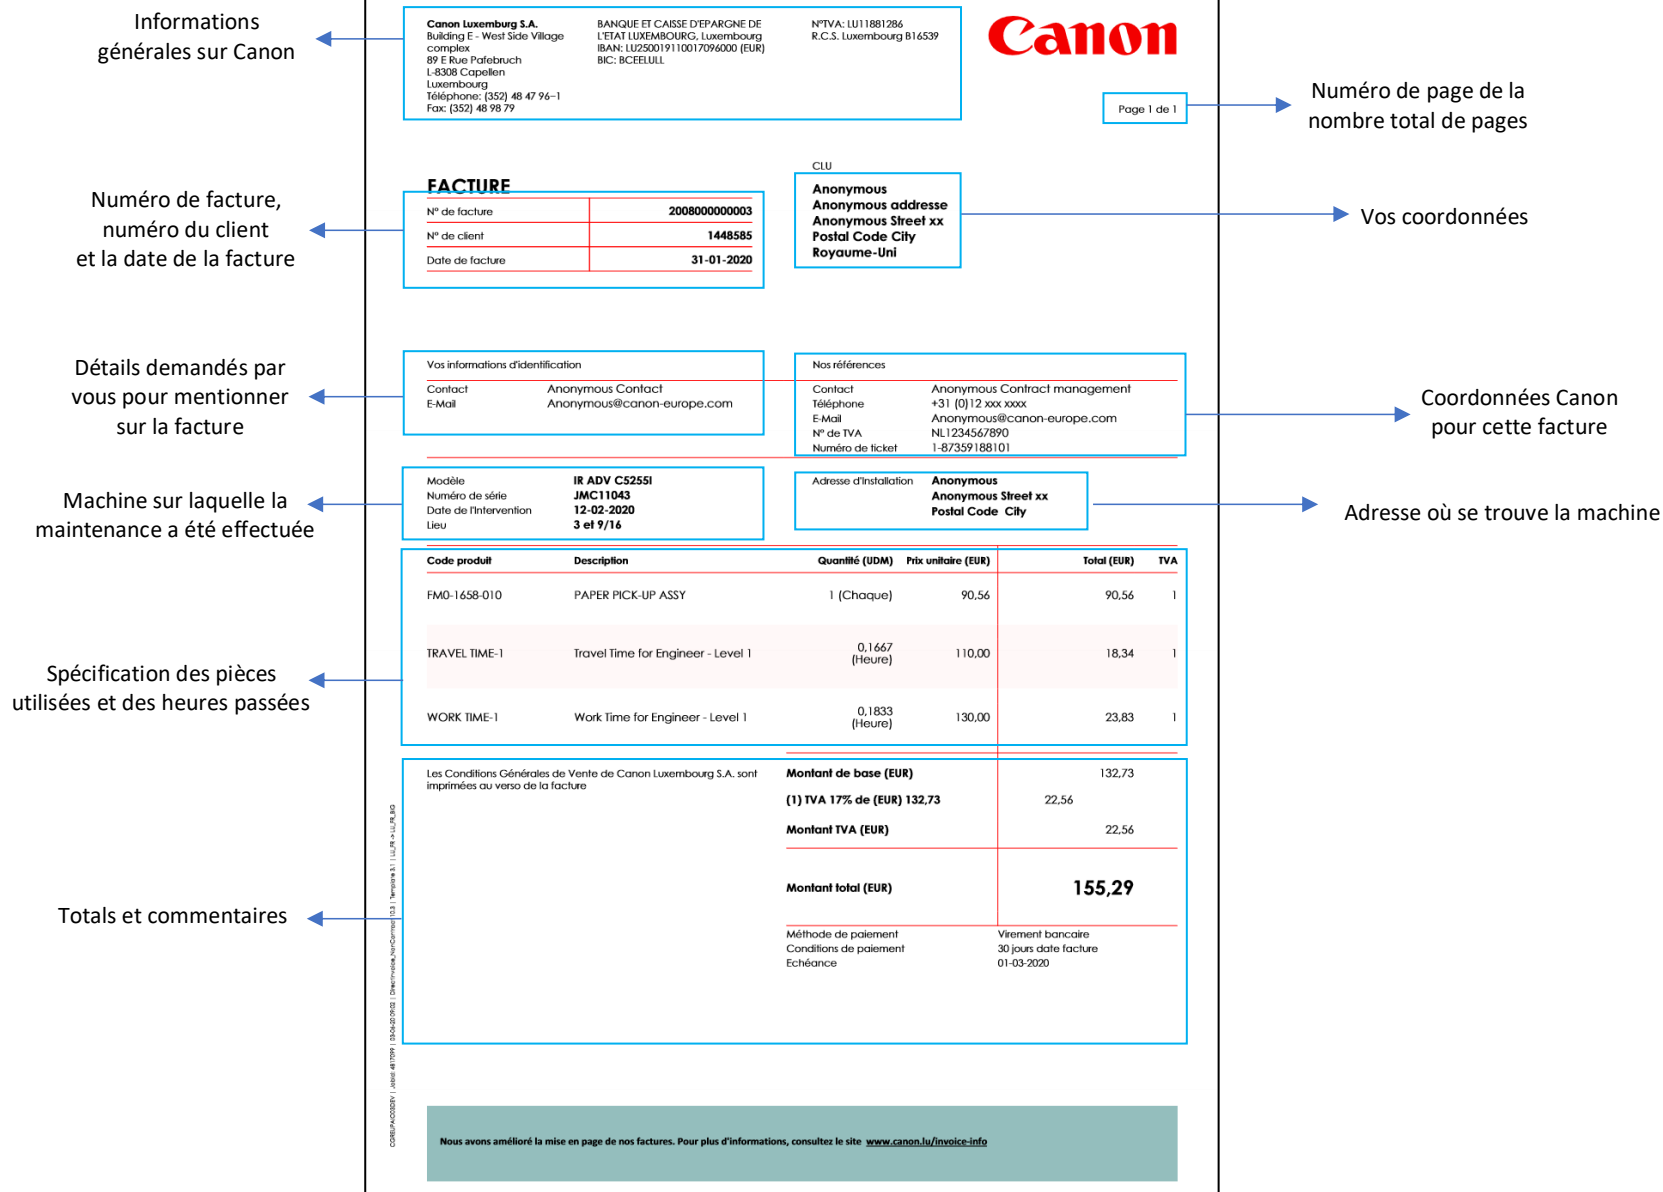 Informations
générales sur Canon
Canon Luxemburg S.A.
Building E - West Side Village
complex
89 E Rue Pafebruch
L-8308 Capellen
Luxembourg
Téléphone: (352) 48 47 96–1
Fax: (352) 48 98 79
BANQUE ET CAISSE D'EPARGNE DE
L'ETAT LUXEMBOURG, Luxembourg
IBAN: LU250019110017096000 (EUR)
BIC: BCEELULL
N°TVA: LU11881286
R.C.S. Luxembourg B16539
Canon
Page 1 de 1
Numéro de page de la
nombre total de pages
Numéro de facture,
numéro du client
et la date de la facture
FACTURE
N° de facture 2008000000003
N° de client 1448585
Date de facture 31-01-2020
CLU
Anonymous
Anonymous addresse
Anonymous Street xx
Postal Code City
Royaume-Uni
Vos coordonnées
Détails demandés par
vous pour mentionner
sur la facture
Vos informations d'identification
Contact Anonymous Contact
E-Mail Anonymous@canon-europe.com
Nos références
Contact Anonymous Contract management
Téléphone +31 (0)12 xxx xxxx
E-Mail Anonymous@canon-europe.com
N° de TVA NL1234567890
Numéro de ticket 1-87359188101
Coordonnées Canon
pour cette facture
Machine sur laquelle la
maintenance a été effectuée
Modèle IR ADV C5255I
Numéro de série JMC11043
Date de l'Intervention 12-02-2020
Lieu 3 et 9/16
Adresse d'Installation Anonymous
Anonymous Street xx
Postal Code City
Adresse où se trouve la machine
Code produit Description Quantité (UDM) Prix unitaire (EUR) Total (EUR) TVA
FM0-1658-010 PAPER PICK-UP ASSY 1 (Chaque) 90,56 90,56 1
TRAVEL TIME-1 Travel Time for Engineer - Level 1 0,1667 (Heure) 110,00 18,34 1
WORK TIME-1 Work Time for Engineer - Level 1 0,1833 (Heure) 130,00 23,83 1
Spécification des pièces
utilisées et des heures passées
Les Conditions Générales de Vente de Canon Luxembourg S.A. sont
imprimées au verso de la facture
Montant de base (EUR) 132,73
(1) TVA 17% de (EUR) 132,73 22,56
Montant TVA (EUR) 22,56
Montant total (EUR) 155,29
Méthode de paiement Virement bancaire
Conditions de paiement 30 jours date facture
Echéance 01-03-2020
Totals et commentaires
Nous avons amélioré la mise en page de nos factures. Pour plus d'informations, consultez le site www.canon.lu/invoice-info